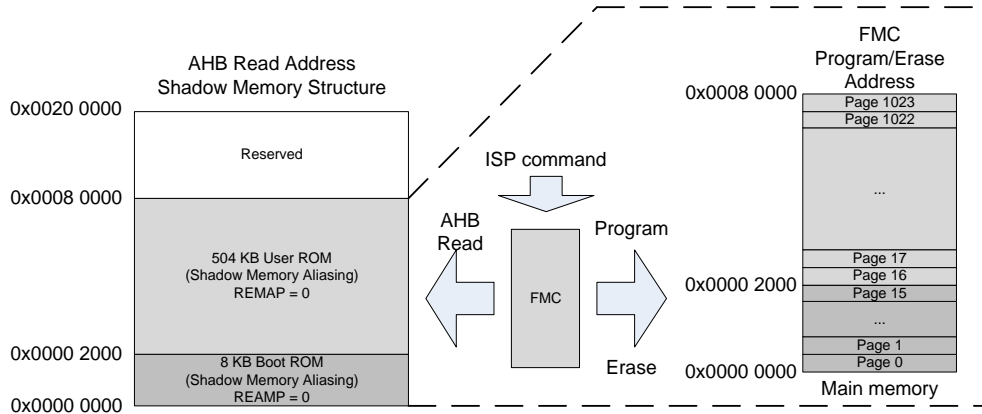 AHB Read Address
Shadow Memory Structure
0x0020 0000
Reserved
0x0008 0000
504 KB User ROM
(Shadow Memory Aliasing)
REMAP = 0
0x0000 2000
8 KB Boot ROM
(Shadow Memory Aliasing)
REAMP = 0
0x0000 0000
ISP command
AHB
Read
FMC
Program
Erase
FMC
Program/Erase
Address
0x0008 0000
Page 1023
Page 1022
...
Page 17
Page 16
0x0000 2000
Page 15
...
Page 1
Page 0
0x0000 0000
Main memory